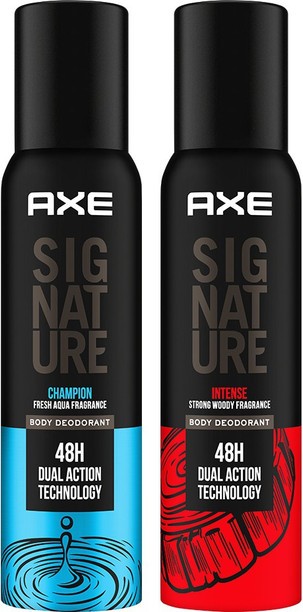 AXE
SIG
NAT
URE
CHAMPION
FRESH AQUA FRAGRANCE
BODY DEODORANT
48H
DUAL ACTION
TECHNOLOGY
AXE
SIG
NAT
URE
INTENSE
STRONG WOODY FRAGRANCE
BODY DEODORANT
48H
DUAL ACTION
TECHNOLOGY